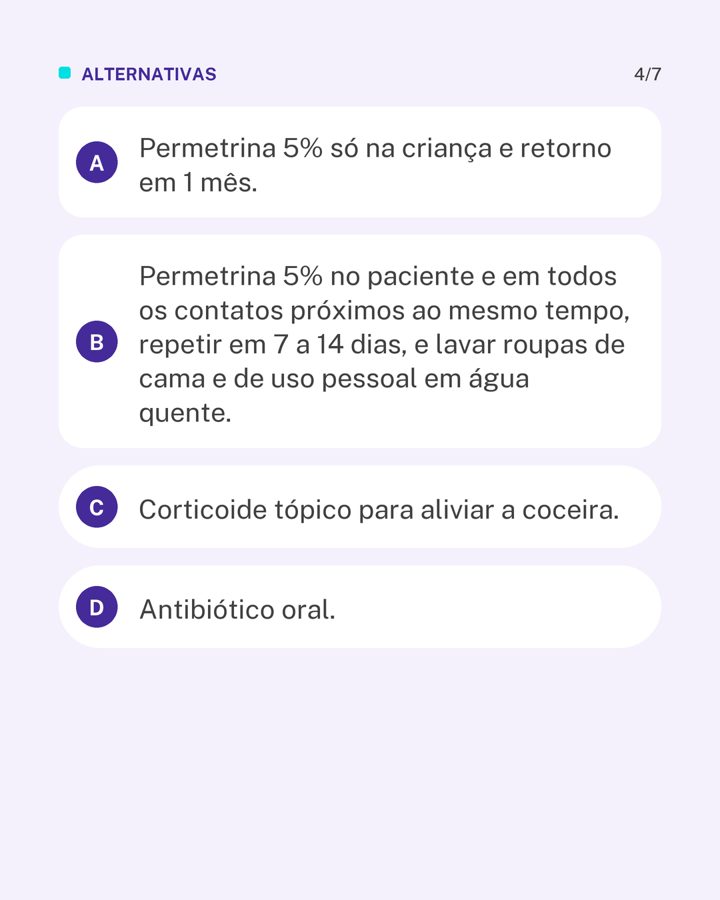 ALTERNATIVAS
4/7
A
Permetrina 5% só na criança e retorno
em 1 mês.
B
Permetrina 5% no paciente e em todos
os contatos próximos ao mesmo tempo,
repetir em 7 a 14 dias, e lavar roupas de
cama e de uso pessoal em água
quente.
C
Corticoide tópico para aliviar a coceira.
D
Antibiótico oral.